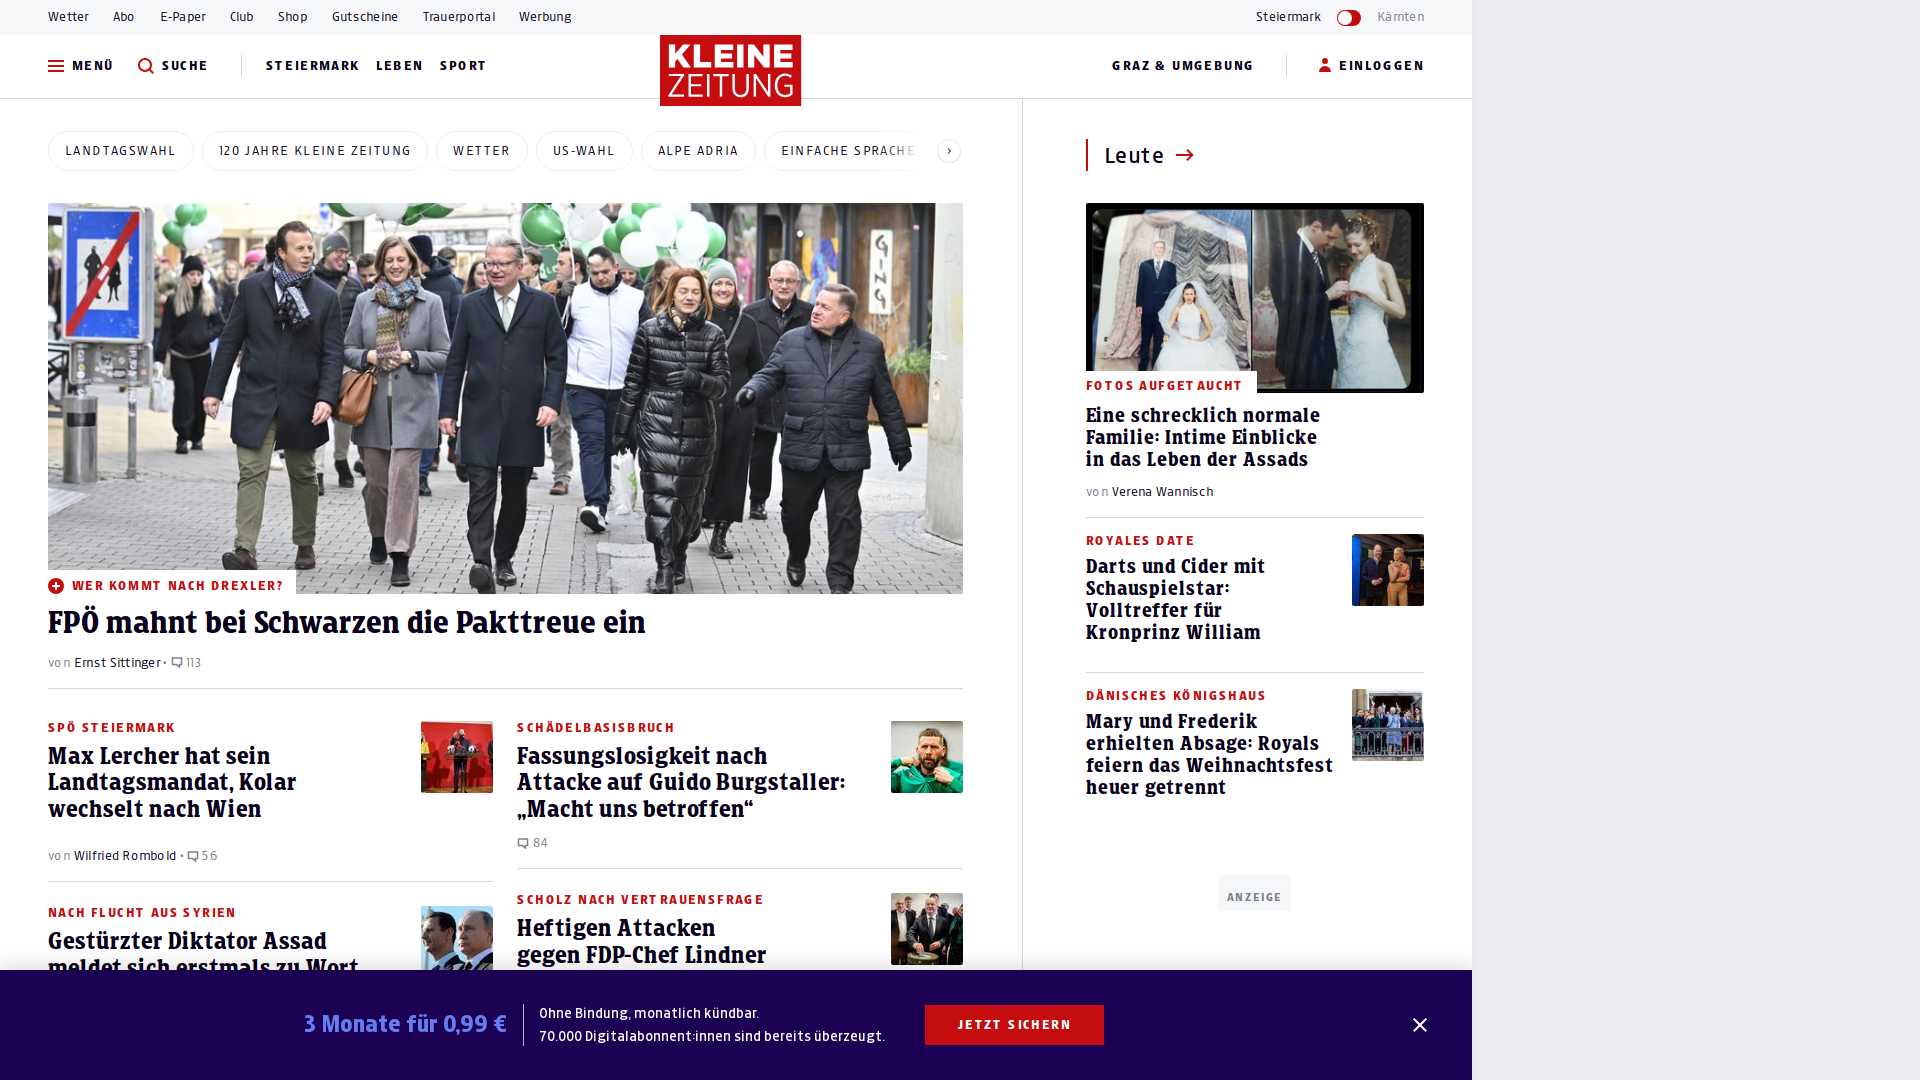 Wetter Abo E-Paper Club Shop Gutscheine Trauerportal Werbung Steiermark Kärnten
MENÜ SUCHE STEIERMARK LEBEN SPORT KLEINE ZEITUNG GRAZ & UMGEBUNG EINLOGGEN
LANDTAGSWAHL 120 JAHRE KLEINE ZEITUNG WETTER US-WAHL ALPE ADRIA EINFACHE SPRACHE
GING
WER KOMMT NACH DREXLER?
FPÖ mahnt bei Schwarzen die Pakttreue ein
von Ernst Sittinger • 113
SPÖ STEIERMARK
Max Lercher hat sein
Landtagsmandat, Kolar
wechselt nach Wien
von Wilfried Rombold • 56
NACH FLUCHT AUS SYRIEN
Gestürzter Diktator Assad
meldet sich erstmals zu Wort
SCHÄDELBASISBRUCH
Fassungslosigkeit nach
Attacke auf Guido Burgstaller:
„Macht uns betroffen“
84
SCHOLZ NACH VERTRAUENSFRAGE
Heftigen Attacken
gegen FDP-Chef Lindner
Leute
FOTOS AUFGETAUCHT
Eine schrecklich normale
Familie: Intime Einblicke
in das Leben der Assads
von Verena Wannisch
ROYALES DATE
Darts und Cider mit
Schauspielstar:
Volltreffer für
Kronprinz William
DÄNISCHES KÖNIGSHAUS
Mary und Frederik
erhielten Absage: Royals
feiern das Weihnachtsfest
heuer getrennt
ANZEIGE
3 Monate für 0,99 €
Ohne Bindung, monatlich kündbar.
70.000 Digitalabonnent:innen sind bereits überzeugt.
JETZT SICHERN